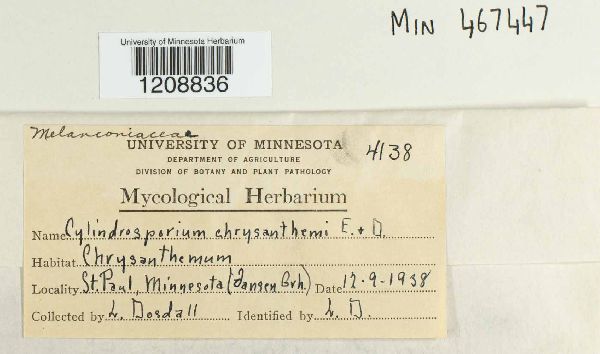 MIN 467447
University of Minnesota Herbarium
1208836
Melanconiaceae
4138
UNIVERSITY OF MINNESOTA
DEPARTMENT OF AGRICULTURE
DIVISION OF BOTANY AND PLANT PATHOLOGY
Mycological Herbarium
Name Cylindrosporium chrysanthemi E. + D.
Habitat Chrysanthemum
Locality St. Paul, Minnesota (Jansen Grh.) Date 12-9-1938
Collected by L. Dosdall Identified by L. D.